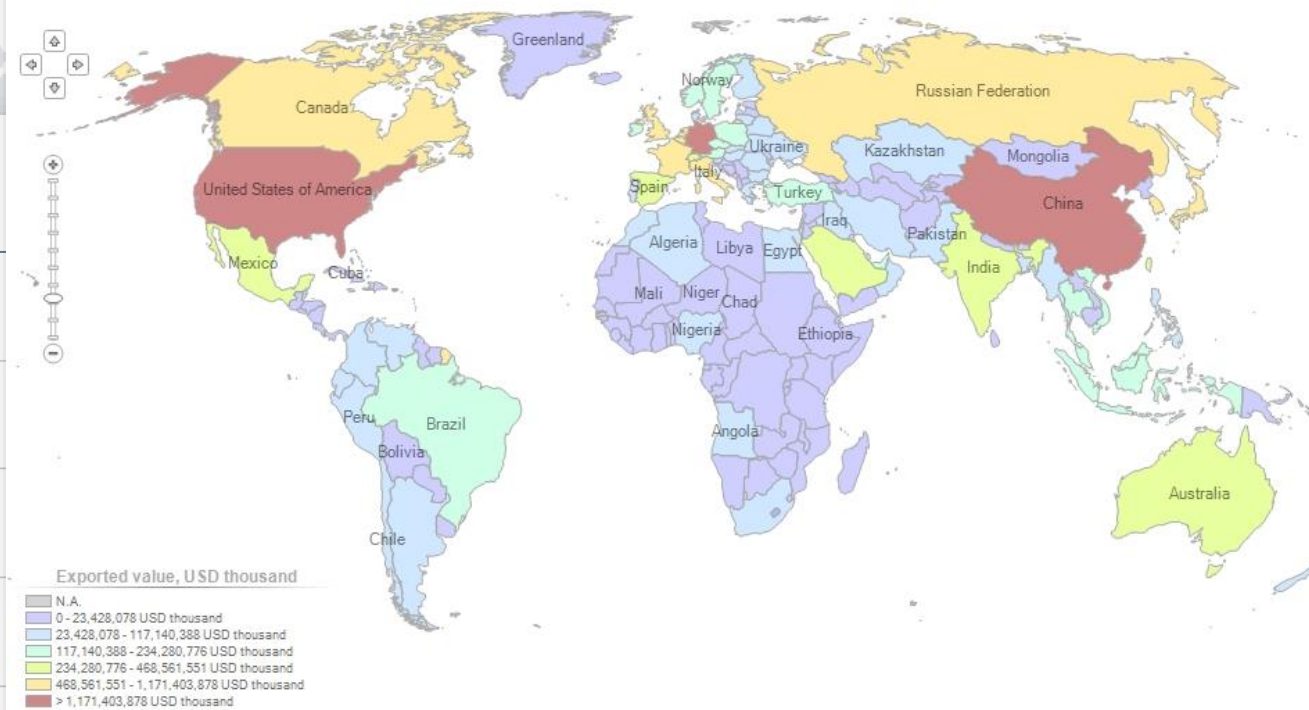 Greenland
Norway
Canada
Russian Federation
Ukraine
Kazakhstan
Mongolia
Italy
United States of America
Spain
Turkey
China
Iraq
Pakistan
Algeria
Libya
Egypt
Mexico
Cuba
India
Mali
Niger
Chad
Nigeria
Ethiopia
Peru
Brazil
Angola
Bolivia
Australia
Chile
Exported value, USD thousand
N.A.
0 - 23,428,078 USD thousand
23,428,078 - 117,140,388 USD thousand
117,140,388 - 234,280,776 USD thousand
234,280,776 - 468,561,551 USD thousand
468,561,551 - 1,171,403,878 USD thousand
> 1,171,403,878 USD thousand